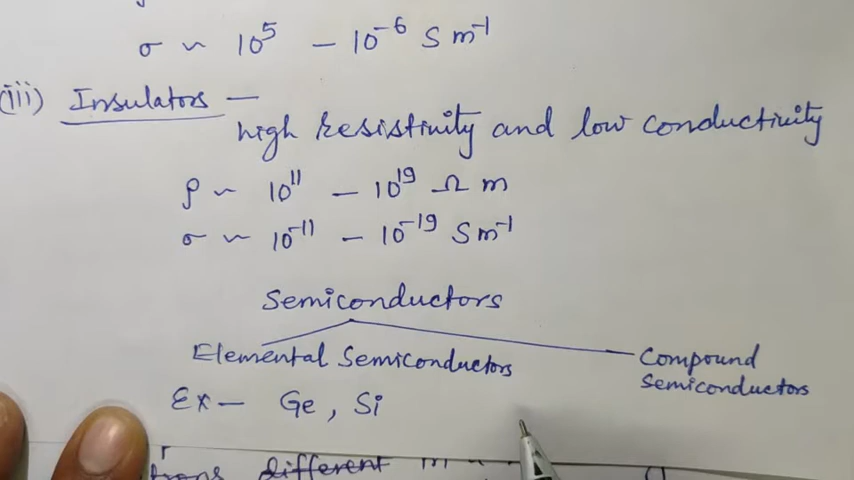 σ ~ 10⁵ – 10⁻⁶ S m⁻¹
(iii) Insulators –
high resistivity and low conductivity
ρ ~ 10¹¹ – 10¹⁹ Ω m
σ ~ 10⁻¹¹ – 10⁻¹⁹ S m⁻¹
Semiconductors
Elemental Semiconductors
Compound Semiconductors
Ex – Ge, Si
different